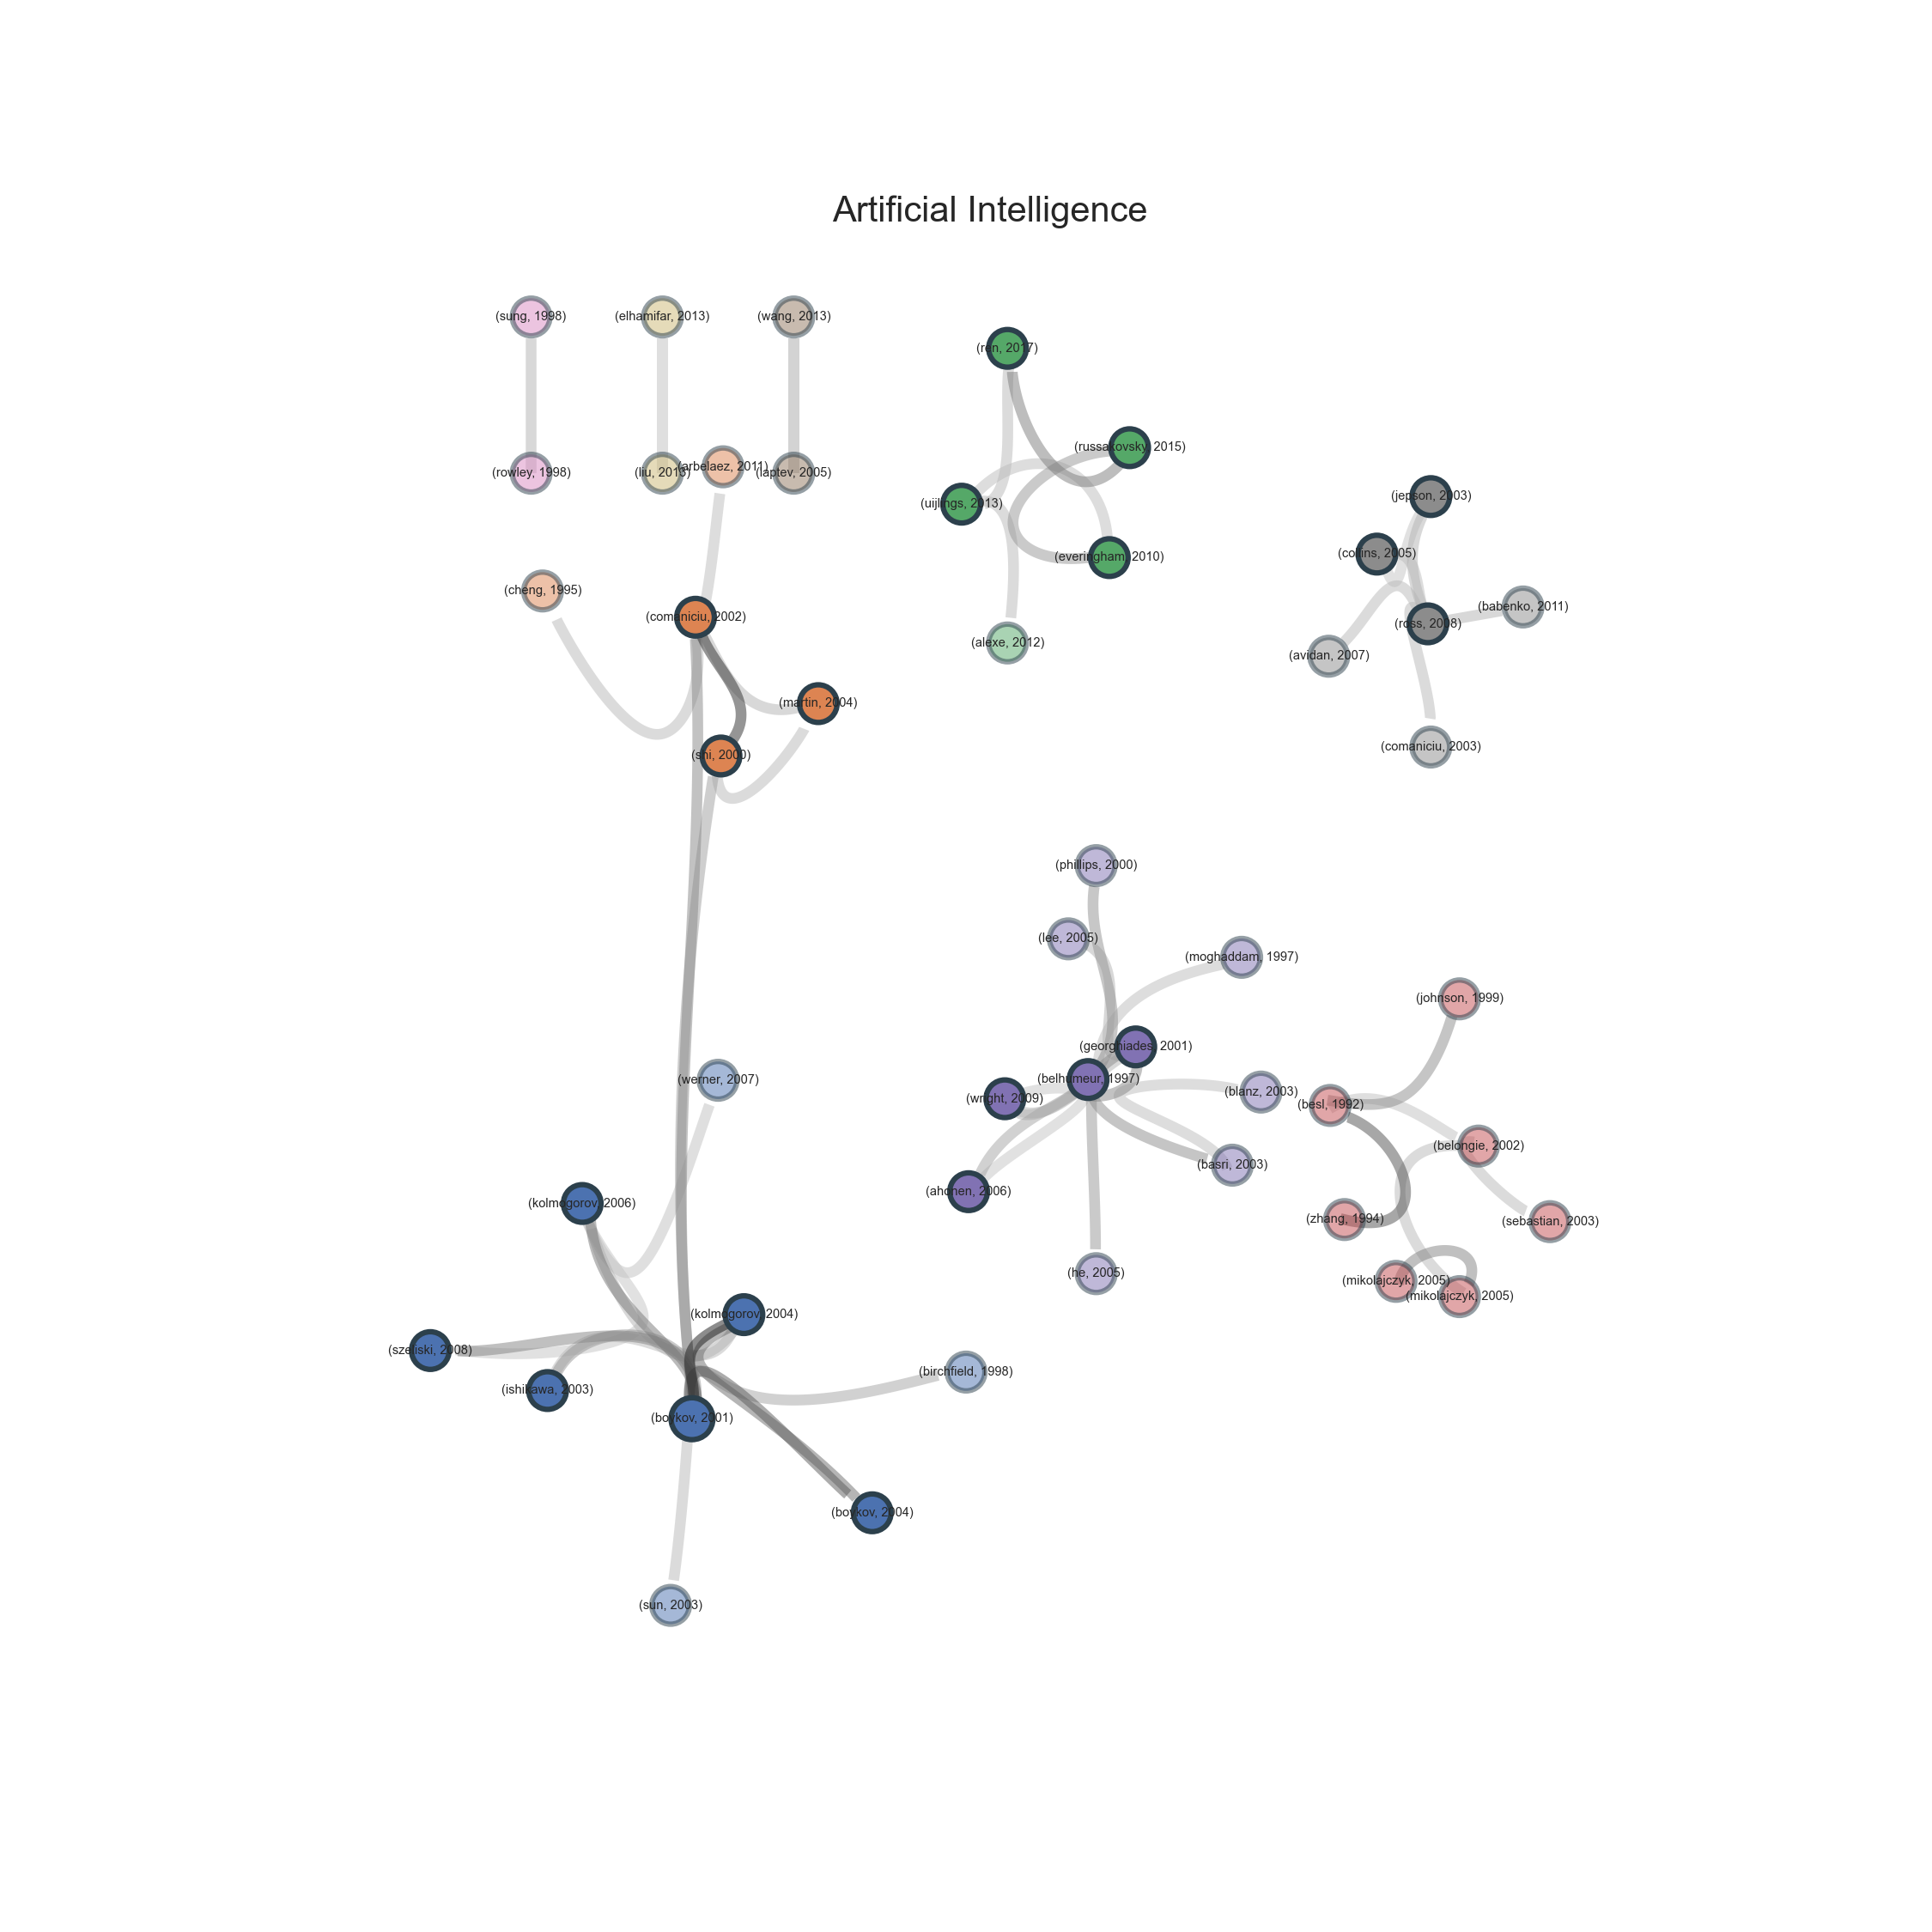 Artificial Intelligence
(sung, 1998)
(elhamifar, 2013)
(wang, 2013)
(ren, 2017)
(russakovsky, 2015)
(rowley, 1998)
(liu, 2013)
(arbelaez, 2011)
(laptev, 2005)
(uijlings, 2013)
(jepson, 2003)
(collins, 2005)
(everingham, 2010)
(cheng, 1995)
(comaniciu, 2002)
(babenko, 2011)
(ross, 2008)
(alexe, 2012)
(avidan, 2007)
(martin, 2004)
(shi, 2000)
(comaniciu, 2003)
(phillips, 2000)
(lee, 2005)
(moghaddam, 1997)
(johnson, 1999)
(georghiades, 2001)
(werner, 2007)
(belhumeur, 1997)
(wright, 2009)
(blanz, 2003)
(besl, 1992)
(belongie, 2002)
(basri, 2003)
(ahonen, 2006)
(kolmogorov, 2006)
(zhang, 1994)
(sebastian, 2003)
(he, 2005)
(mikolajczyk, 2005)
(mikolajczyk, 2005)
(kolmogorov, 2004)
(szeliski, 2008)
(birchfield, 1998)
(ishikawa, 2003)
(boykov, 2001)
(boykov, 2004)
(sun, 2003)